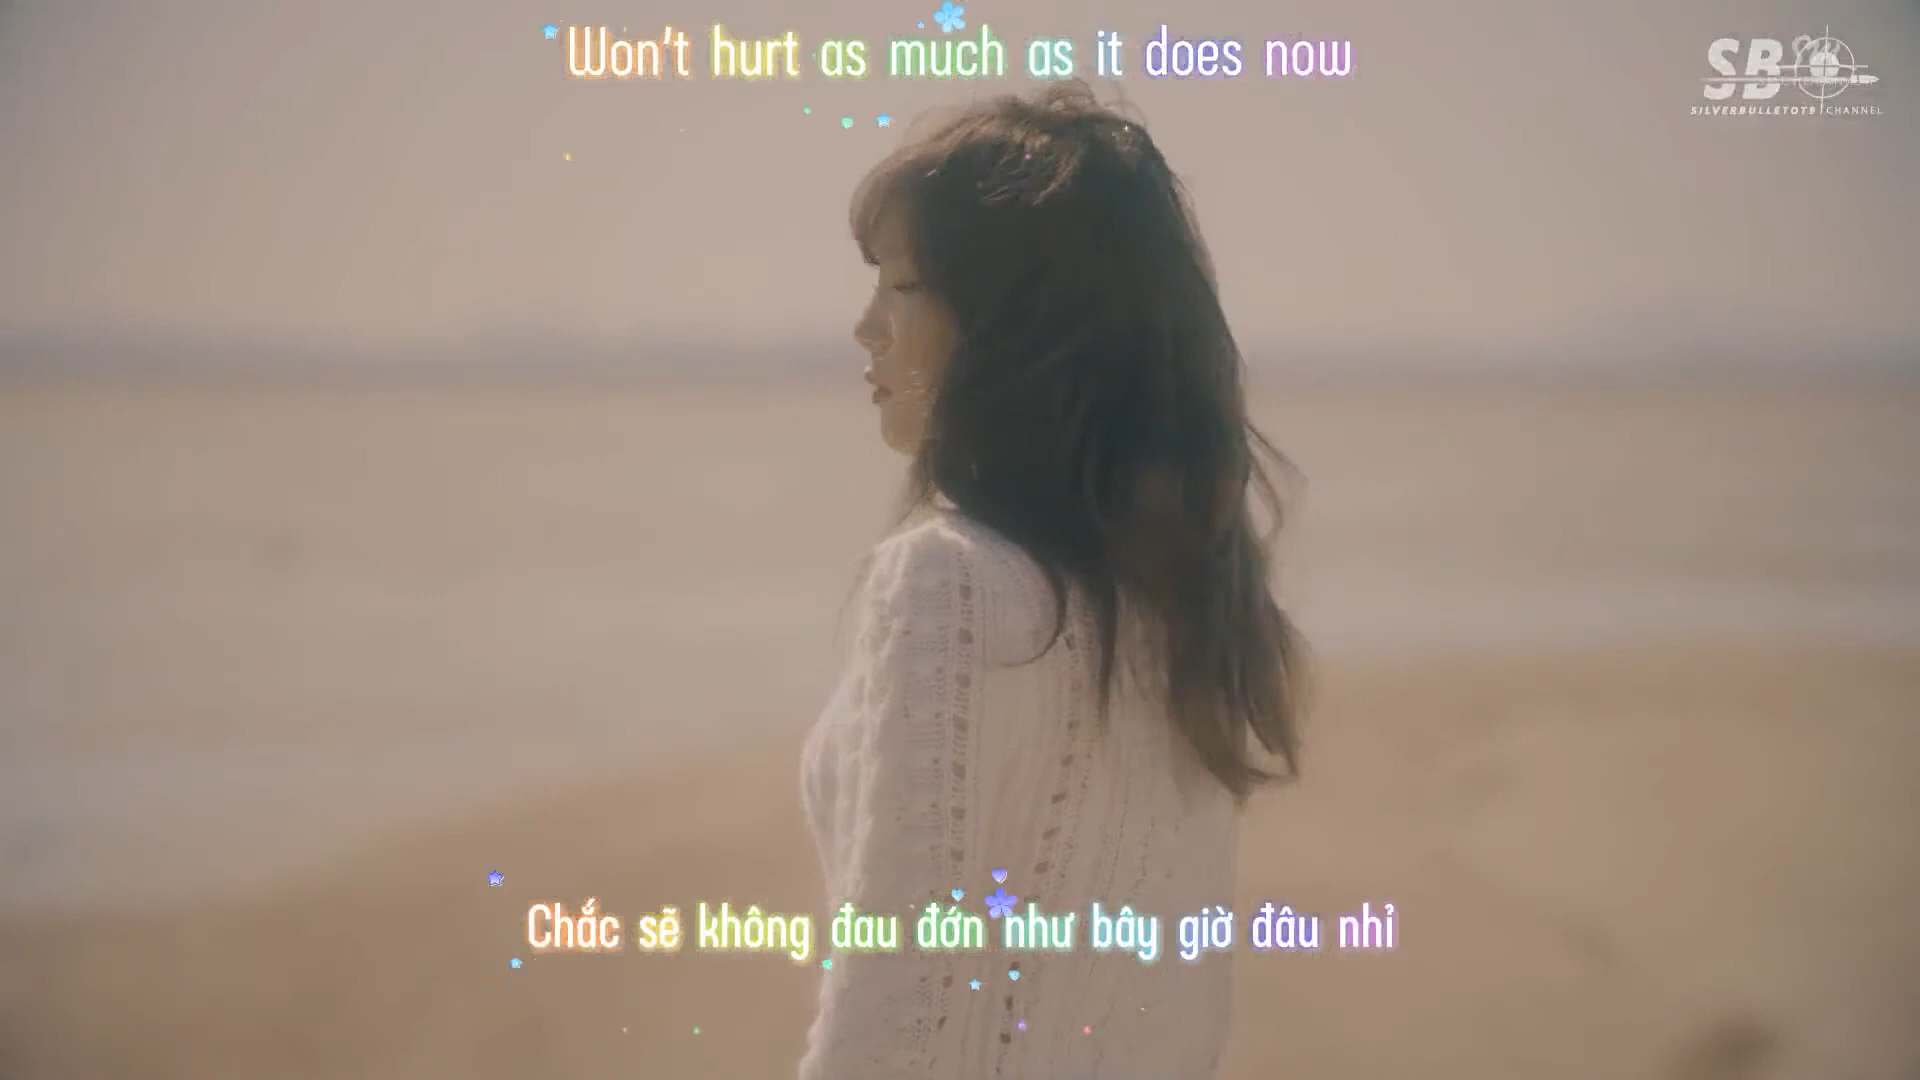 Won't hurt as much as it does now
SB
SILVERBULLETOT9 CHANNEL
Chắc sẽ không đau đớn như bây giờ đâu nhỉ